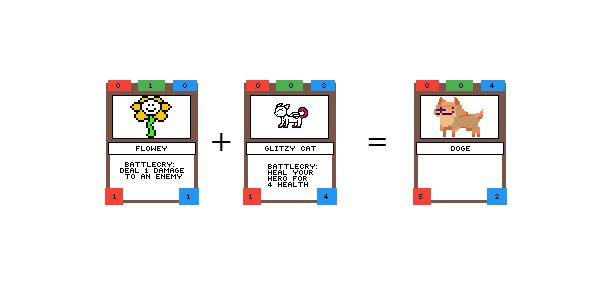 0 1 0
FLOWEY
BATTLECRY:
DEAL 1 DAMAGE
TO AN ENEMY
1 1
+
0 0 3
GLITZY CAT
BATTLECRY:
HEAL YOUR
HERO FOR
4 HEALTH
1 4
=
0 0 4
DOGE
5 2